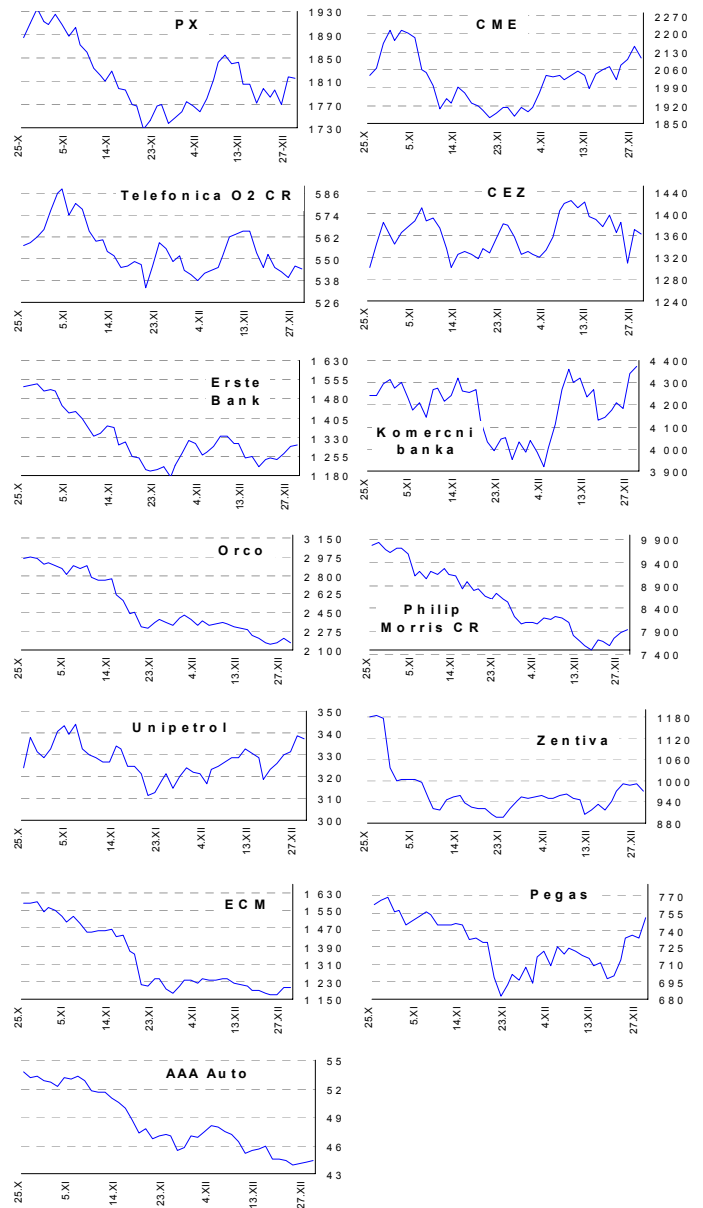 PX
1930
1890
1850
1810
1770
1730
25.X
5.XI
14.XI
23.XI
4.XII
13.XII
27.XII
CME
2270
2200
2130
2060
1990
1920
1850
25.X
5.XI
14.XI
23.XI
4.XII
13.XII
27.XII
Telefonica O2 CR
586
574
562
550
538
526
25.X
5.XI
14.XI
23.XI
4.XII
13.XII
27.XII
CEZ
1440
1400
1360
1320
1280
1240
25.X
5.XI
14.XI
23.XI
4.XII
13.XII
27.XII
Erste
Bank
1 630
1 555
1 480
1 405
1 330
1 255
1 180
25.X
5.XI
14.XI
23.XI
4.XII
13.XII
27.XII
Komercni
banka
4 400
4 300
4 200
4 100
4 000
3 900
25.X
5.XI
14.XI
23.XI
4.XII
13.XII
27.XII
Orco
3 150
2 975
2 800
2 625
2 450
2 275
2 100
25.X
5.XI
14.XI
23.XI
4.XII
13.XII
27.XII
Philip
Morris CR
9 900
9 400
8 900
8 400
7 900
7 400
25.X
5.XI
14.XI
23.XI
4.XII
13.XII
27.XII
Unipetrol
350
340
330
320
310
300
25.X
5.XI
14.XI
23.XI
4.XII
13.XII
27.XII
Zentiva
1180
1120
1060
1000
940
880
25.X
5.XI
14.XI
23.XI
4.XII
13.XII
27.XII
ECM
1 630
1 550
1 470
1 390
1 310
1 230
1 150
25.X
5.XI
14.XI
23.XI
4.XII
13.XII
27.XII
Pegas
770
755
740
725
710
695
680
25.X
5.XI
14.XI
23.XI
4.XII
13.XII
27.XII
AAA Auto
55
52
49
46
43
25.X
5.XI
14.XI
23.XI
4.XII
13.XII
27.XII